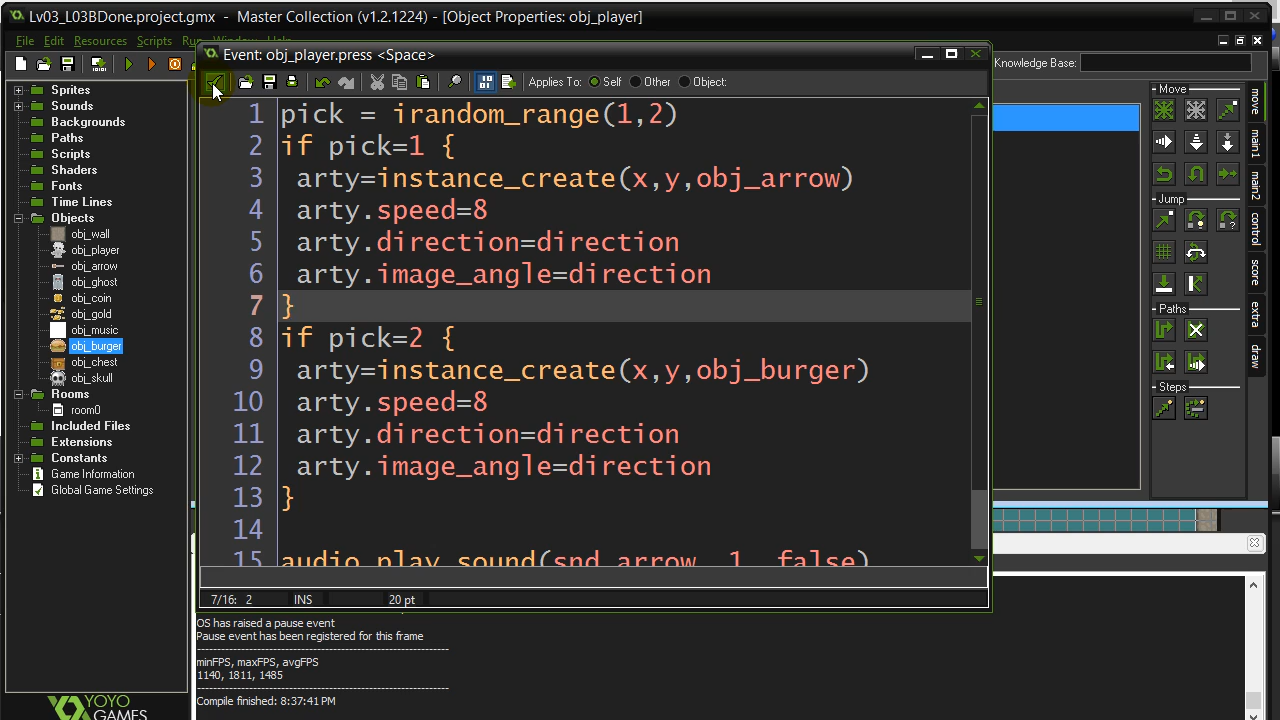 Lv03_L03BDone.project.gmx - Master Collection (v1.2.1224) - [Object Properties: obj_player]
File Edit Resources Scripts
Event: obj_player.press <Space>
Applies To: Self Other Object:
Knowledge Base:
Sprites
Sounds
Backgrounds
Paths
Scripts
Shaders
Fonts
Time Lines
Objects
obj_wall
obj_player
obj_arrow
obj_ghost
obj_coin
obj_gold
obj_music
obj_burger
obj_chest
obj_skull
Rooms
room0
Included Files
Extensions
Constants
Game Information
Global Game Settings
YOYO
GAMES
1 pick = irandom_range(1,2)
2 if pick=1 {
3 arty=instance_create(x,y,obj_arrow)
4 arty.speed=8
5 arty.direction=direction
6 arty.image_angle=direction
7 }
8 if pick=2 {
9 arty=instance_create(x,y,obj_burger)
10 arty.speed=8
11 arty.direction=direction
12 arty.image_angle=direction
13 }
14
15 audio_play_sound(snd_arrow, 1, false)
7/16: 2 INS 20 pt
Move
Jump
Paths
Steps
move
main1
main2
control
score
extra
draw
OS has raised a pause event
Pause event has been registered for this frame
minFPS, maxFPS, avgFPS
1140, 1811, 1485
Compile finished: 8:37:41 PM